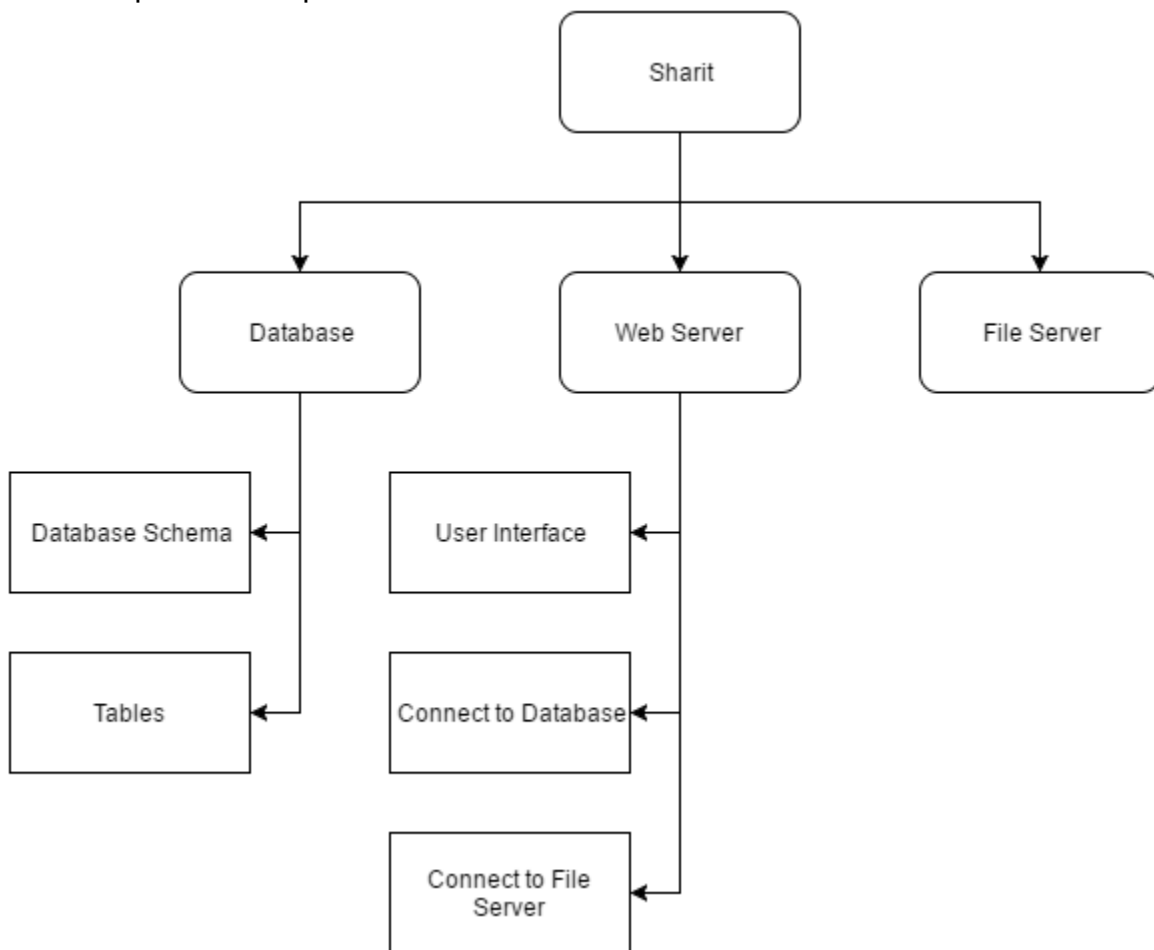 Sharit
Database
Web Server
File Server
Database Schema
User Interface
Tables
Connect to Database
Connect to File
Server